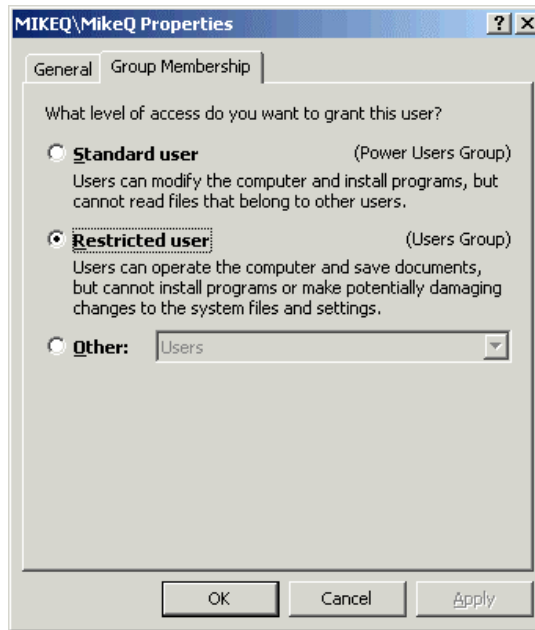 MIKEQ\MikeQ Properties
General Group Membership
What level of access do you want to grant this user?
Standard user (Power Users Group)
Users can modify the computer and install programs, but
cannot read files that belong to other users.
Restricted user (Users Group)
Users can operate the computer and save documents,
but cannot install programs or make potentially damaging
changes to the system files and settings.
Other: Users
OK Cancel Apply